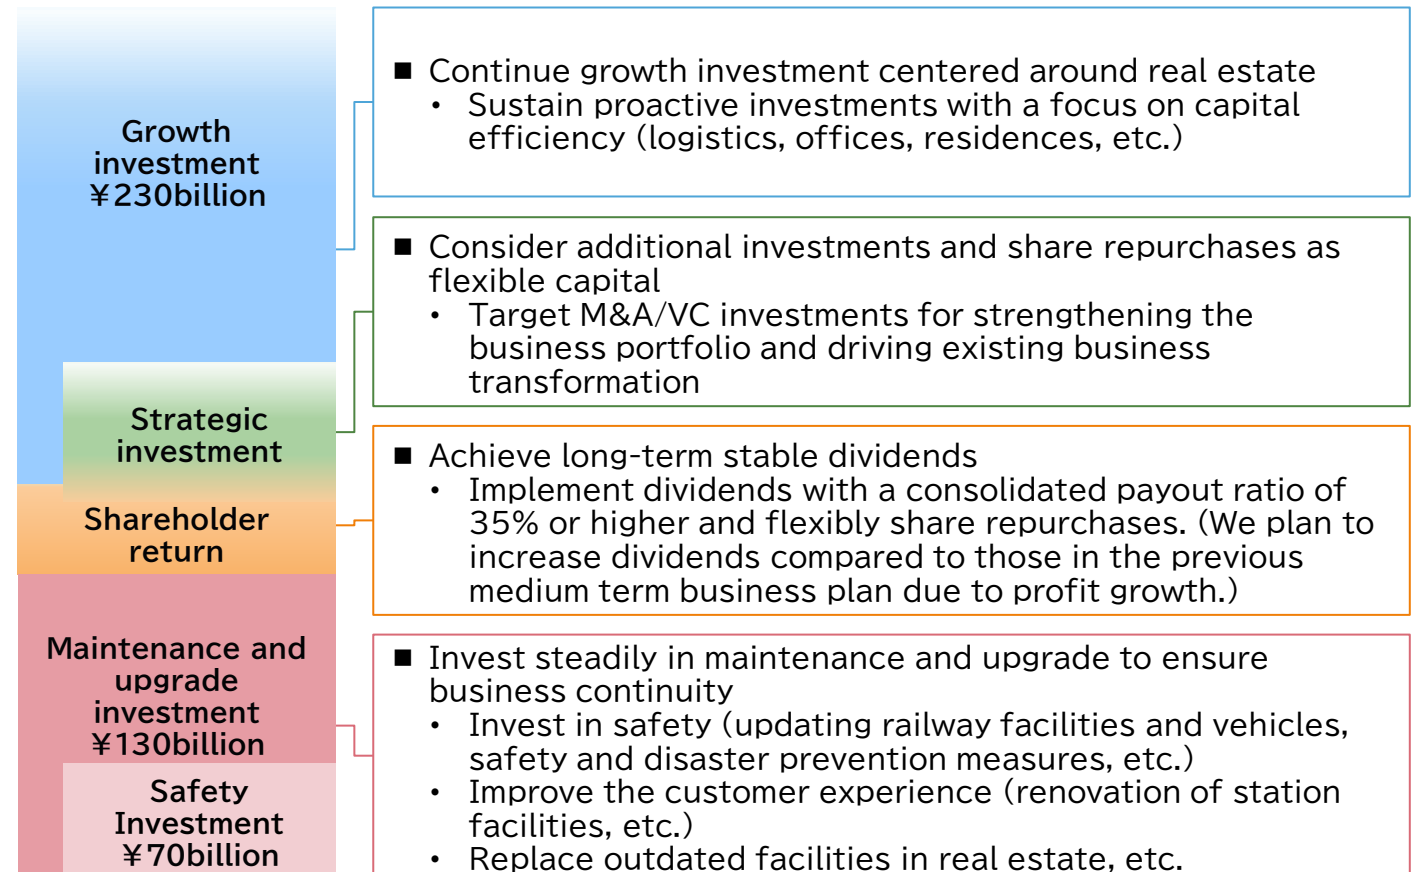 Growth
investment
¥230billion
■ Continue growth investment centered around real estate
• Sustain proactive investments with a focus on capital
efficiency (logistics, offices, residences, etc.)
■ Consider additional investments and share repurchases as
flexible capital
• Target M&A/VC investments for strengthening the
business portfolio and driving existing business
transformation
Strategic
investment
■ Achieve long-term stable dividends
• Implement dividends with a consolidated payout ratio of
35% or higher and flexibly share repurchases. (We plan to
increase dividends compared to those in the previous
medium term business plan due to profit growth.)
Shareholder
return
Maintenance and
upgrade
investment
¥130billion
■ Invest steadily in maintenance and upgrade to ensure
business continuity
• Invest in safety (updating railway facilities and vehicles,
safety and disaster prevention measures, etc.)
• Improve the customer experience (renovation of station
facilities, etc.)
• Replace outdated facilities in real estate, etc.
Safety
Investment
¥70billion